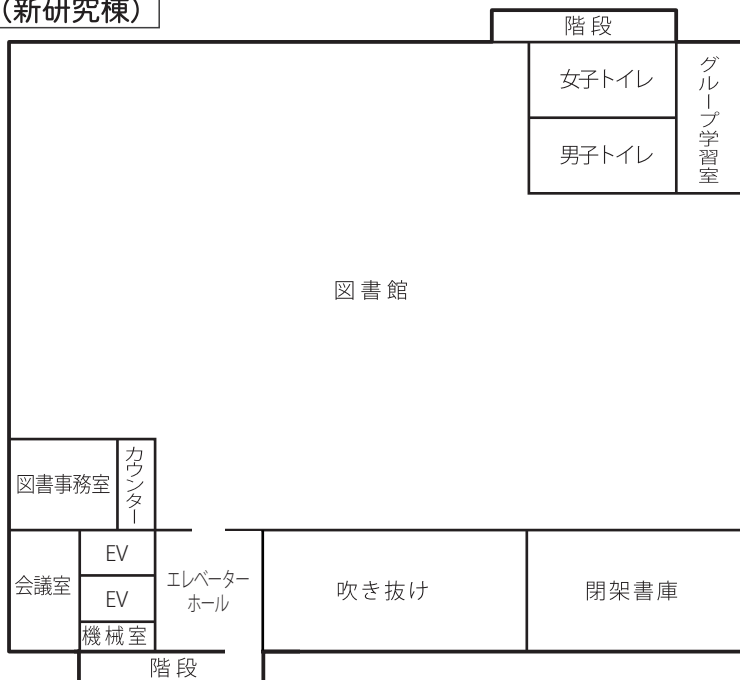 （新研究棟）
階段
女子トイレ
グループ学習室
男子トイレ
図書館
図書事務室
カウンター
会議室
EV
EV
機械室
エレベーター
ホール
吹き抜け
閉架書庫
階段